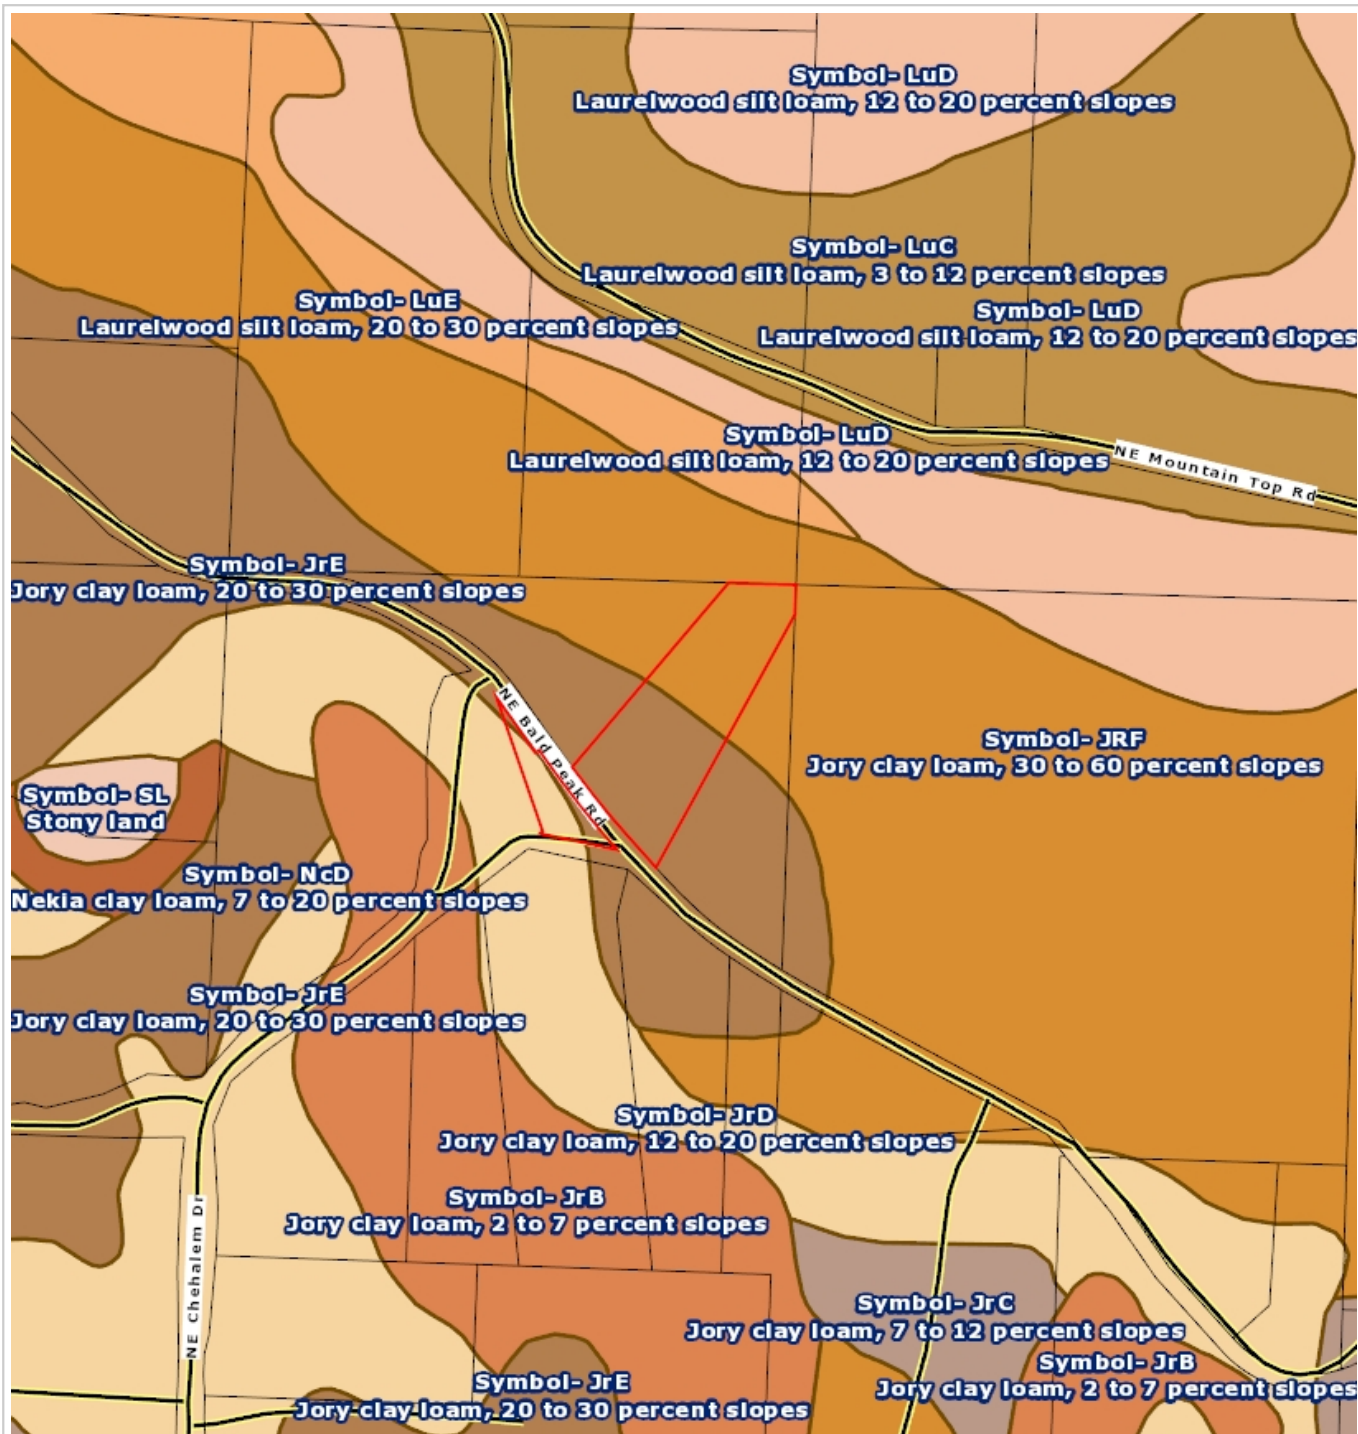 Symbol- LuD
Laurelwood silt loam, 12 to 20 percent slopes
Symbol- LuC
Laurelwood silt loam, 3 to 12 percent slopes
Symbol- LuE
Laurelwood silt loam, 20 to 30 percent slopes
Symbol- LuD
Laurelwood silt loam, 12 to 20 percent slopes
Symbol- LuD
Laurelwood silt loam, 12 to 20 percent slopes
NE Mountain Top Rd
Symbol- JrE
Jory clay loam, 20 to 30 percent slopes
NE Bald Peak Rd
Symbol- JRF
Jory clay loam, 30 to 60 percent slopes
Symbol- SL
Stony land
Symbol- NcD
Nekia clay loam, 7 to 20 percent slopes
Symbol- JrE
Jory clay loam, 20 to 30 percent slopes
Symbol- JrD
Jory clay loam, 12 to 20 percent slopes
Symbol- JrB
Jory clay loam, 2 to 7 percent slopes
NE Chehalem Dr
Symbol- JrC
Jory clay loam, 7 to 12 percent slopes
Symbol- JrB
Jory clay loam, 2 to 7 percent slopes
Symbol- JrE
Jory clay loam, 20 to 30 percent slopes